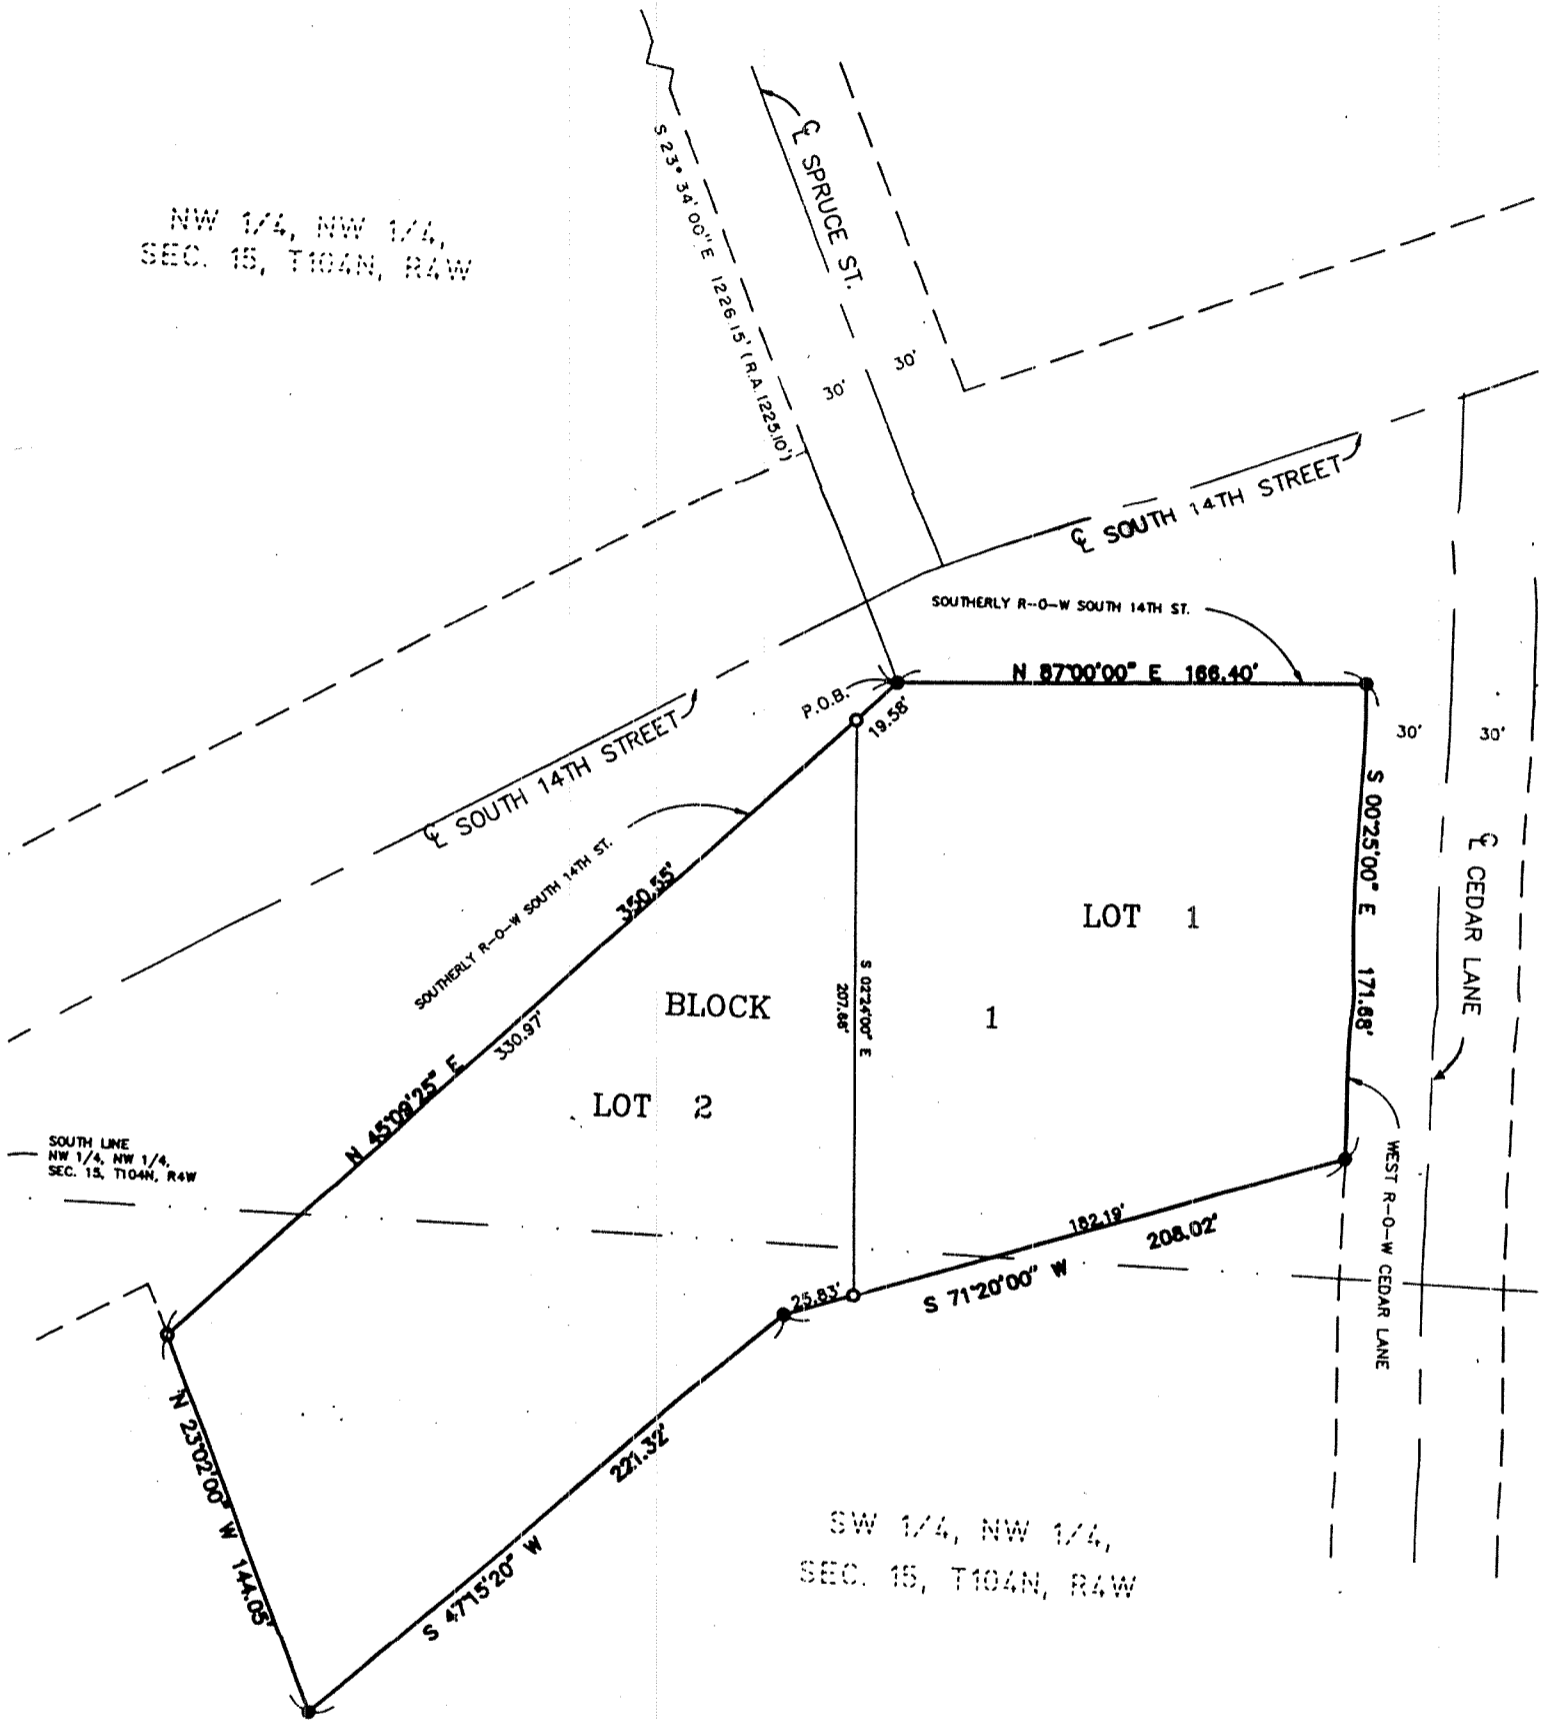 S 23° 34' 00" E 1226.15' (R.A. 1225.10')
℄ SPRUCE ST.
NW 1/4, NW 1/4,
SEC. 15, T104N, R4W
30'
30'
℄ SOUTH 14TH STREET
SOUTHERLY R-O-W SOUTH 14TH ST.
N 87°00'00" E 166.40'
P.O.B.
19.58'
30'
30'
℄ SOUTH 14TH STREET
S 00°25'00" E 171.68'
SOUTHERLY R-O-W SOUTH 14TH ST.
350.55'
℄ CEDAR LANE
LOT 1
BLOCK 1
S 02°24'00" E
207.66'
330.97'
N 45°09'25" E
LOT 2
SOUTH LINE
NW 1/4, NW 1/4,
SEC. 15, T104N, R4W
WEST R-O-W CEDAR LANE
182.19'
208.02'
25.83'
S 71°20'00" W
N 23°02'00" W 144.05'
221.32'
S 47°15'20" W
SW 1/4, NW 1/4,
SEC. 15, T104N, R4W